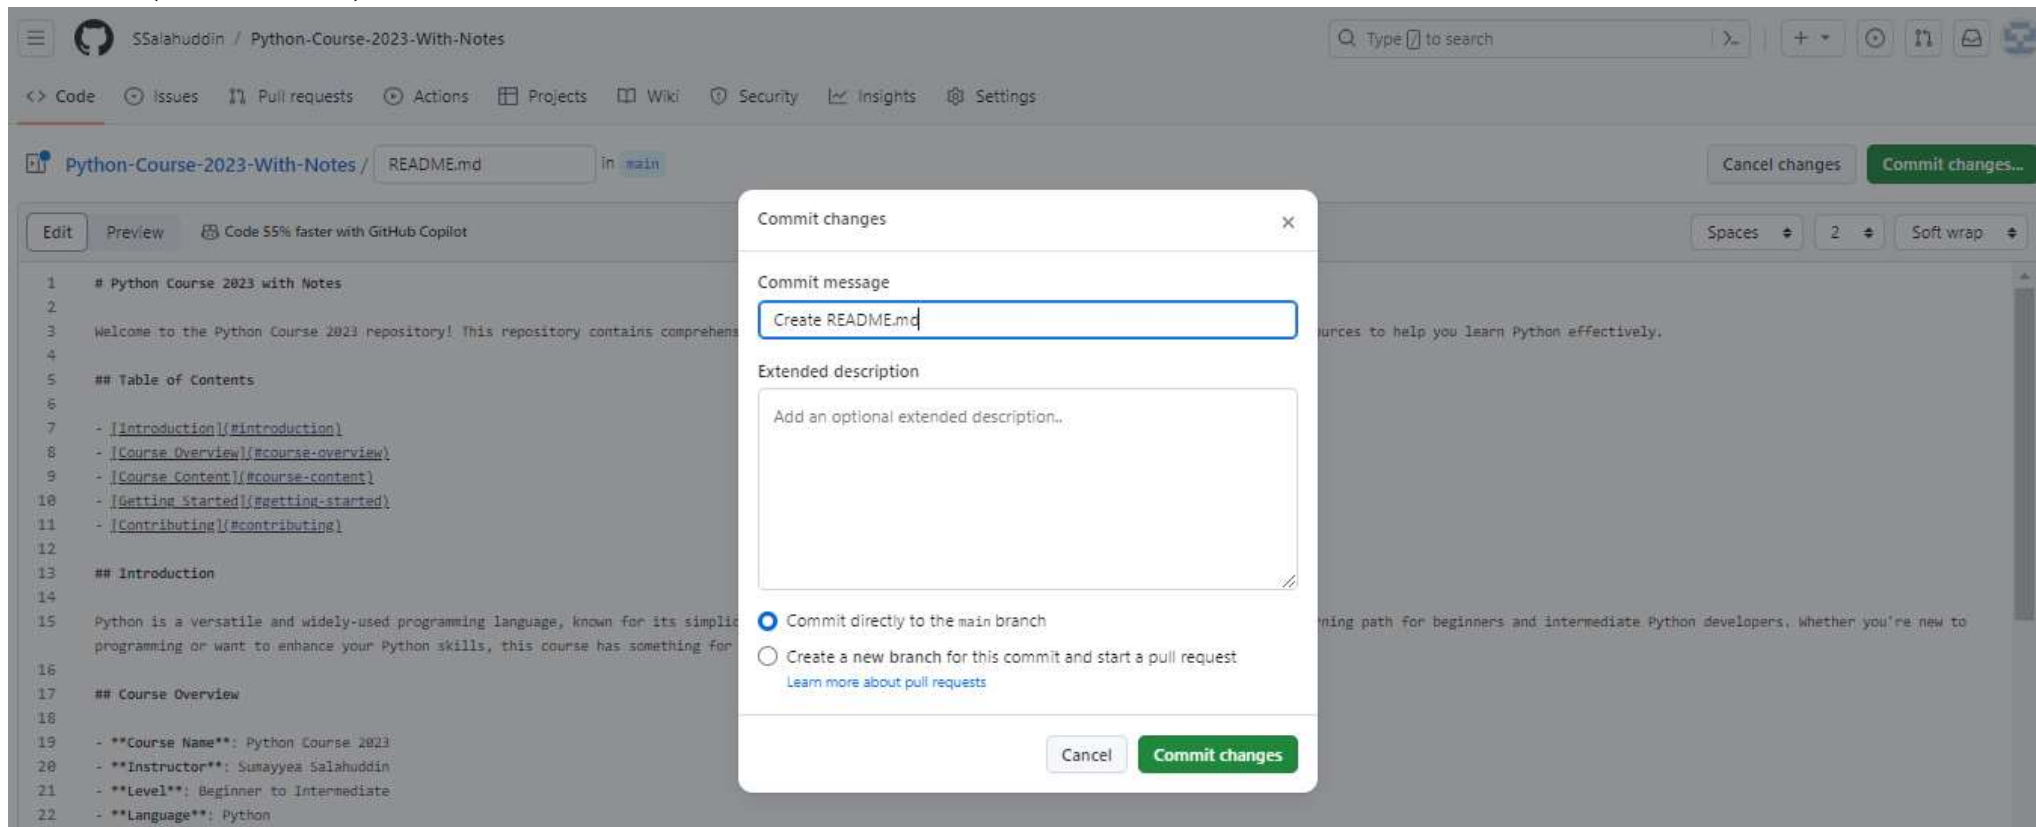 SSalahuddin / Python-Course-2023-With-Notes
Type / to search
<> Code Issues Pull requests Actions Projects Wiki Security Insights Settings
Python-Course-2023-With-Notes / README.md in main
Cancel changes Commit changes...
Edit Preview Code 55% faster with GitHub Copilot
Spaces 2 Soft wrap
1 # Python Course 2023 with Notes
2
3 Welcome to the Python Course 2023 repository! This repository contains comprehens urces to help you learn Python effectively.
4
5 ## Table of Contents
6
7 - [Introduction](#introduction)
8 - [Course Overview](#course-overview)
9 - [Course Content](#course-content)
10 - [Getting Started](#getting-started)
11 - [Contributing](#contributing)
12
13 ## Introduction
14
15 Python is a versatile and widely-used programming language, known for its simplic ning path for beginners and intermediate Python developers. Whether you're new to
programming or want to enhance your Python skills, this course has something for
16
17 ## Course Overview
18
19 - **Course Name**: Python Course 2023
20 - **Instructor**: Sumayyea Salahuddin
21 - **Level**: Beginner to Intermediate
22 - **Language**: Python
Commit changes
Commit message
Create README.md
Extended description
Add an optional extended description..
Commit directly to the main branch
Create a new branch for this commit and start a pull request
Learn more about pull requests
Cancel Commit changes